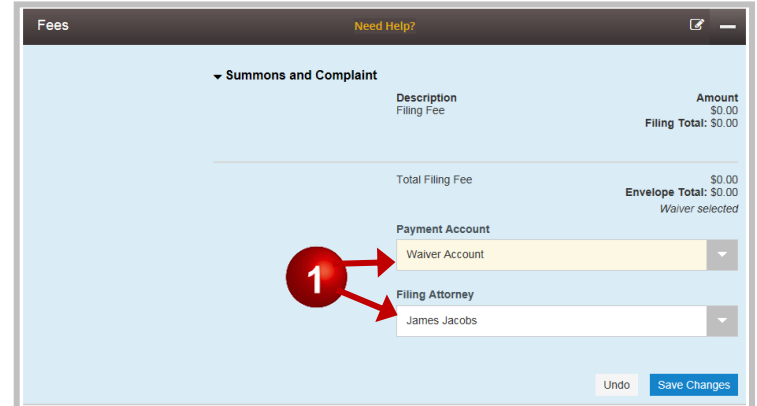 Fees Need Help?
Summons and Complaint
Description Amount
Filing Fee $0.00
Filing Total: $0.00
Total Filing Fee $0.00
Envelope Total: $0.00
Waiver selected
Payment Account
Waiver Account
1
Filing Attorney
James Jacobs
Undo Save Changes